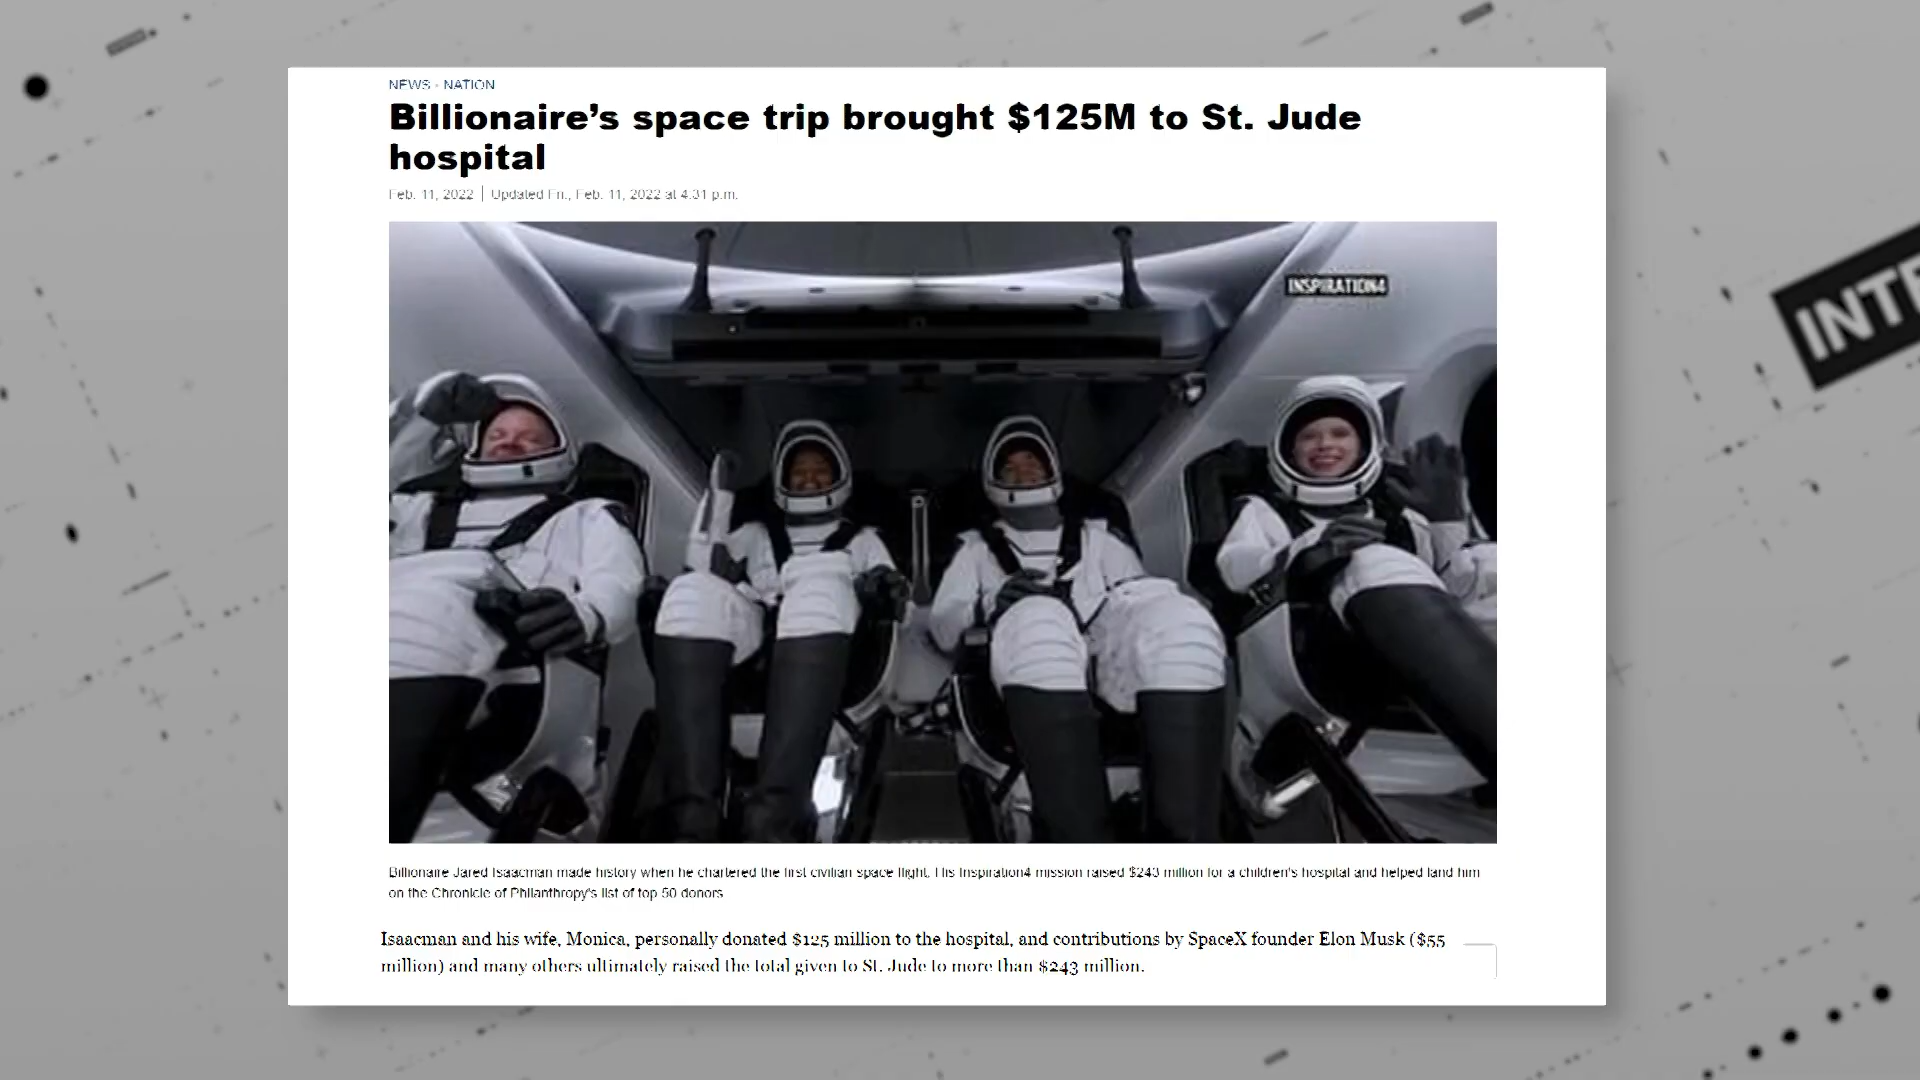 NEWS - NATION
Billionaire's space trip brought $125M to St. Jude
hospital
Feb. 11, 2022 | Updated Fri., Feb. 11, 2022 at 4:31 p.m.
INSPIRATION4
INTE
Billionaire Jared Isaacman made history when he chartered the first civilian space flight. His Inspiration4 mission raised $243 million for a children's hospital and helped land him
on the Chronicle of Philanthropy's list of top 50 donors
Isaacman and his wife, Monica, personally donated $125 million to the hospital, and contributions by SpaceX founder Elon Musk ($55
million) and many others ultimately raised the total given to St. Jude to more than $243 million.